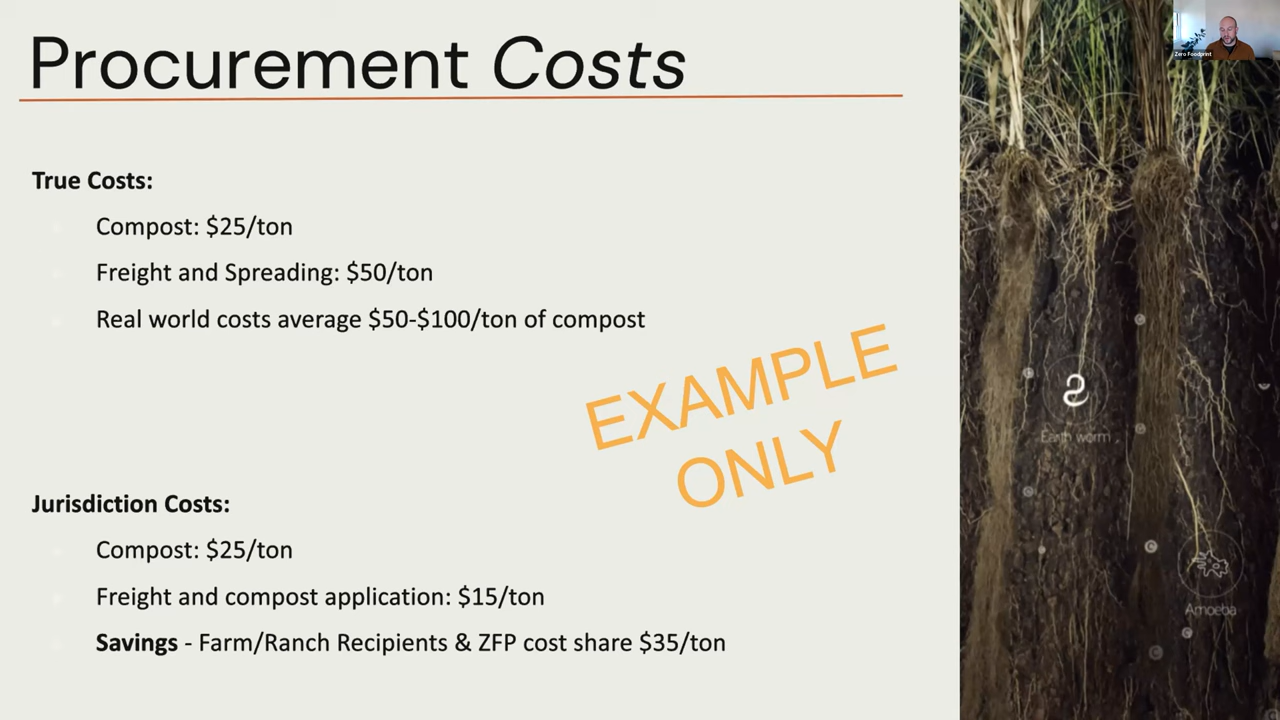 Procurement Costs
Zero Foodprint
True Costs:
Compost: $25/ton
Freight and Spreading: $50/ton
Real world costs average $50-$100/ton of compost
EXAMPLE
ONLY
Earth worm
Jurisdiction Costs:
Compost: $25/ton
Freight and compost application: $15/ton
Savings - Farm/Ranch Recipients & ZFP cost share $35/ton
Amoeba